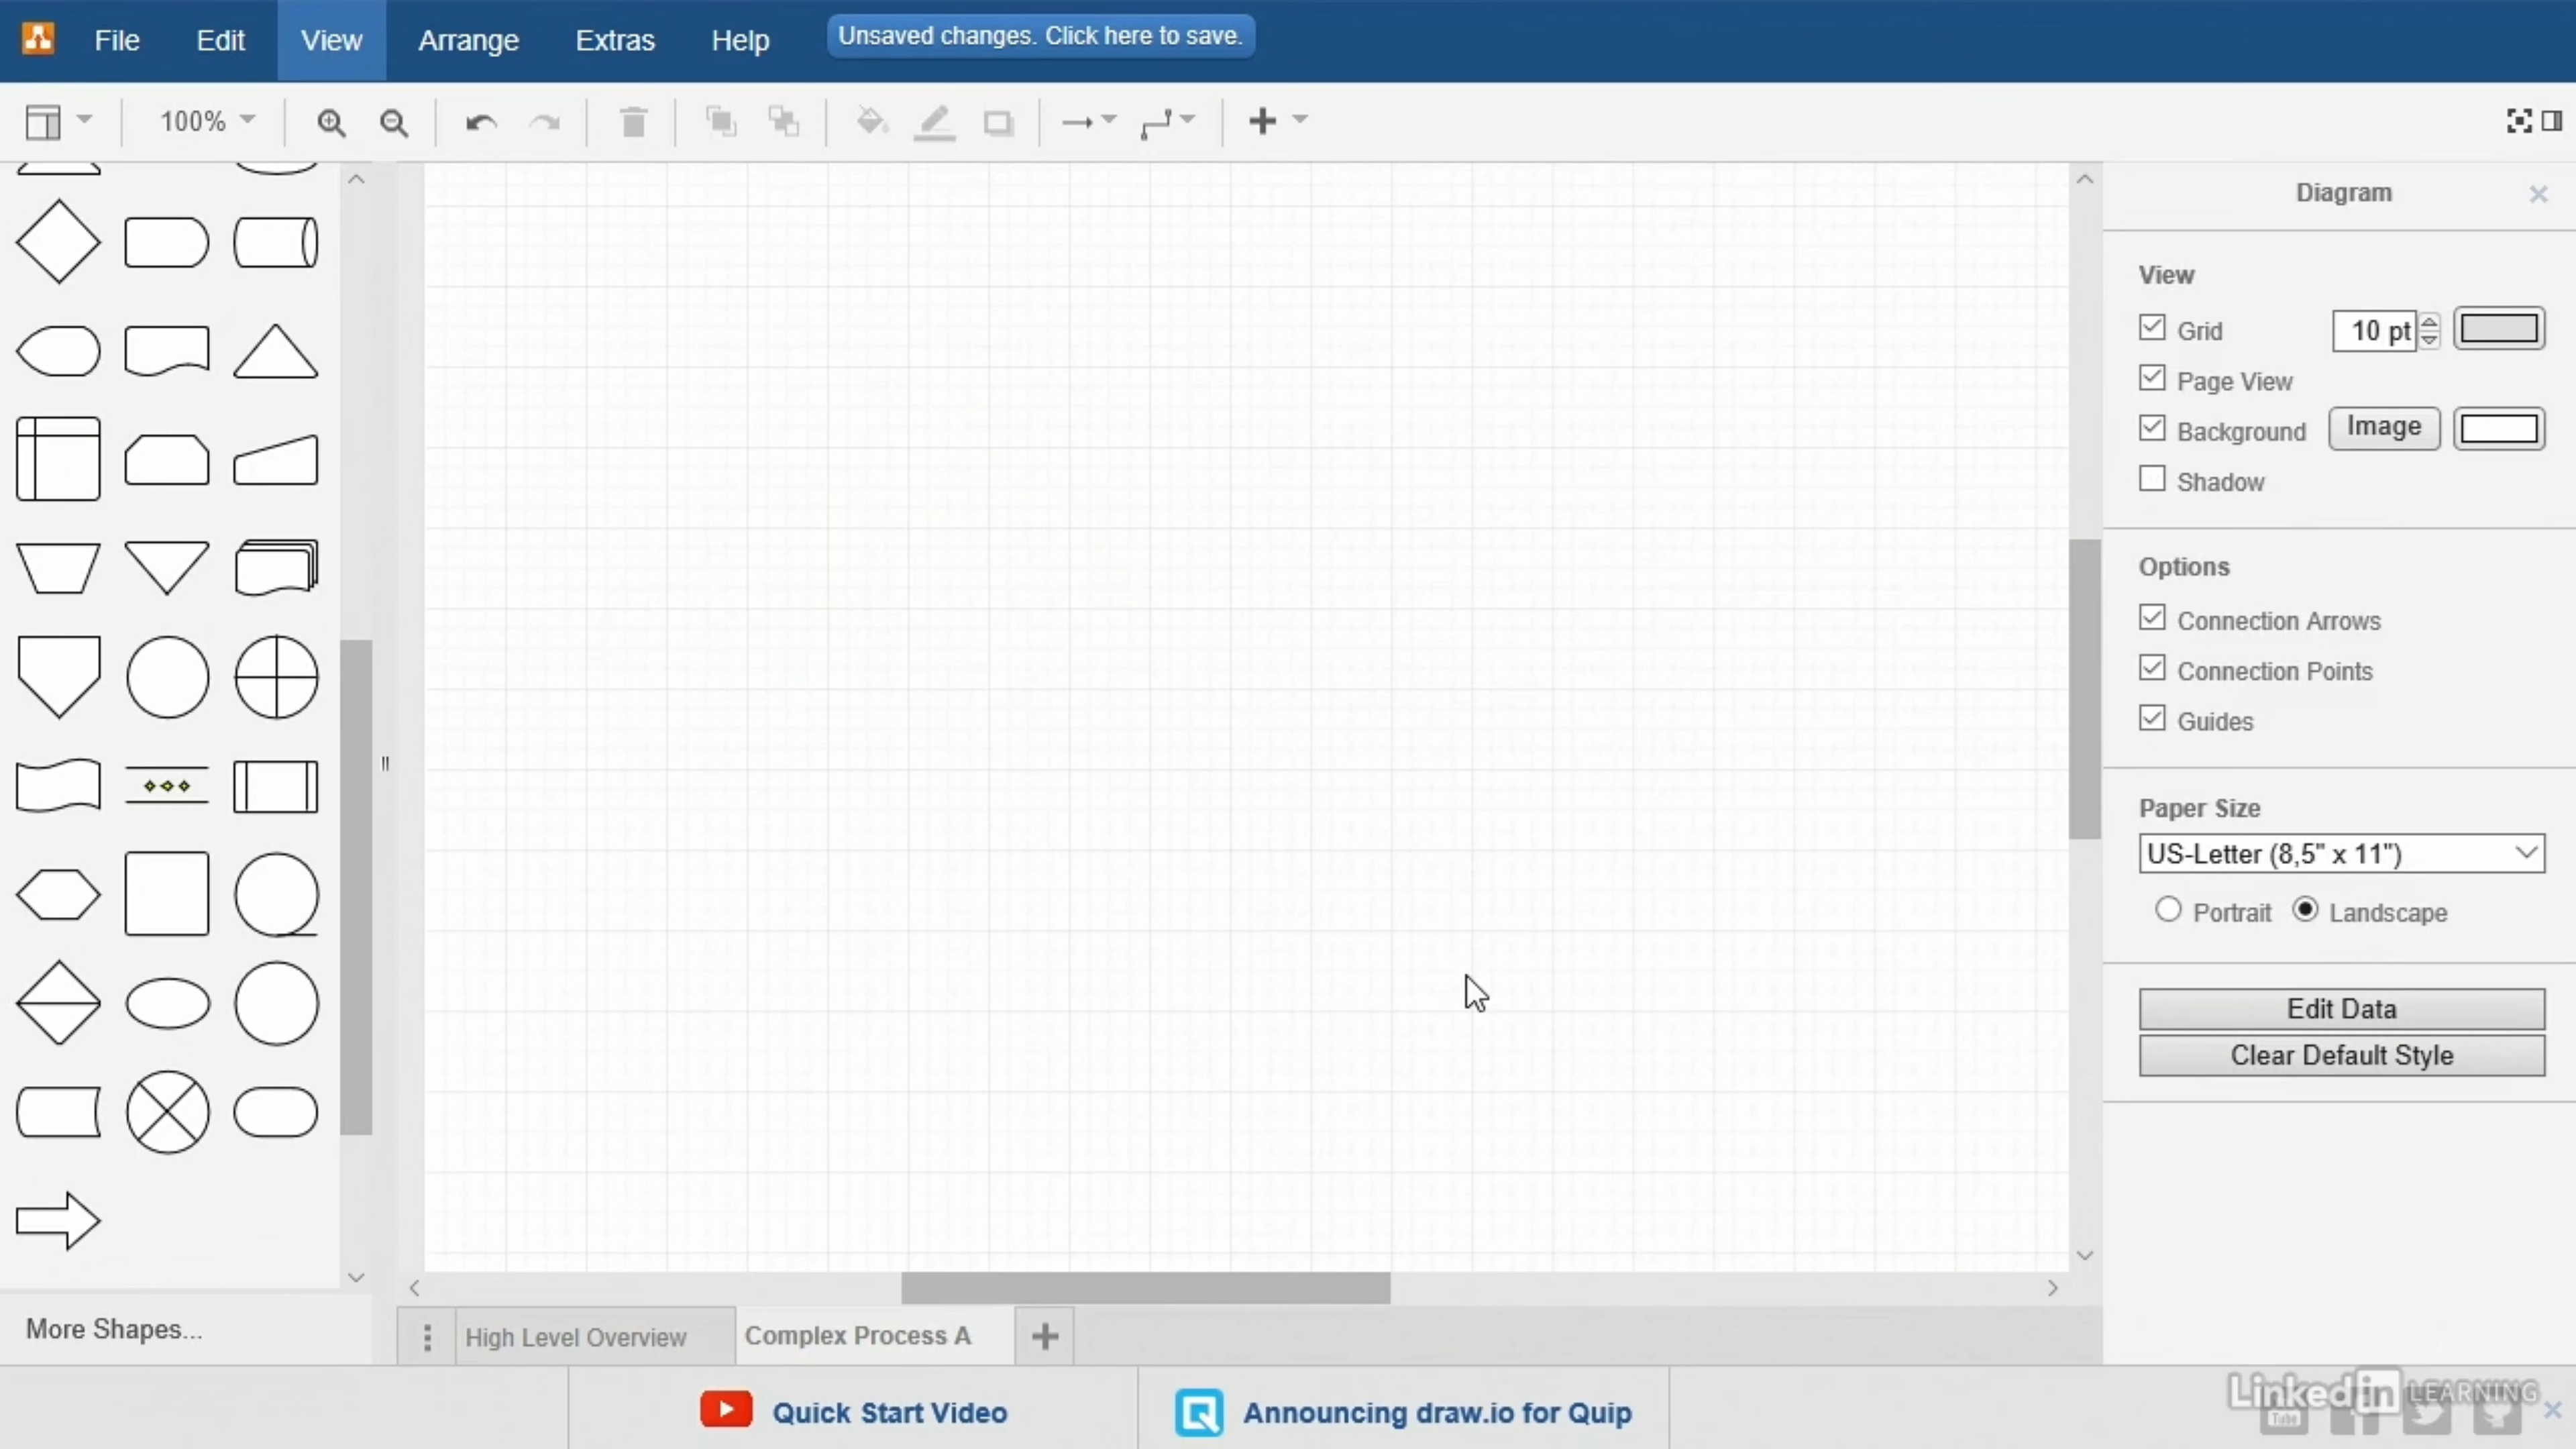 File Edit View Arrange Extras Help Unsaved changes. Click here to save.
100%
Diagram
View
Grid 10 pt
Page View
Background Image
Shadow
Options
Connection Arrows
Connection Points
Guides
Paper Size
US-Letter (8,5" x 11")
Portrait Landscape
Edit Data
Clear Default Style
More Shapes...
High Level Overview Complex Process A
Quick Start Video Announcing draw.io for Quip
Linked in LEARNING
Tube